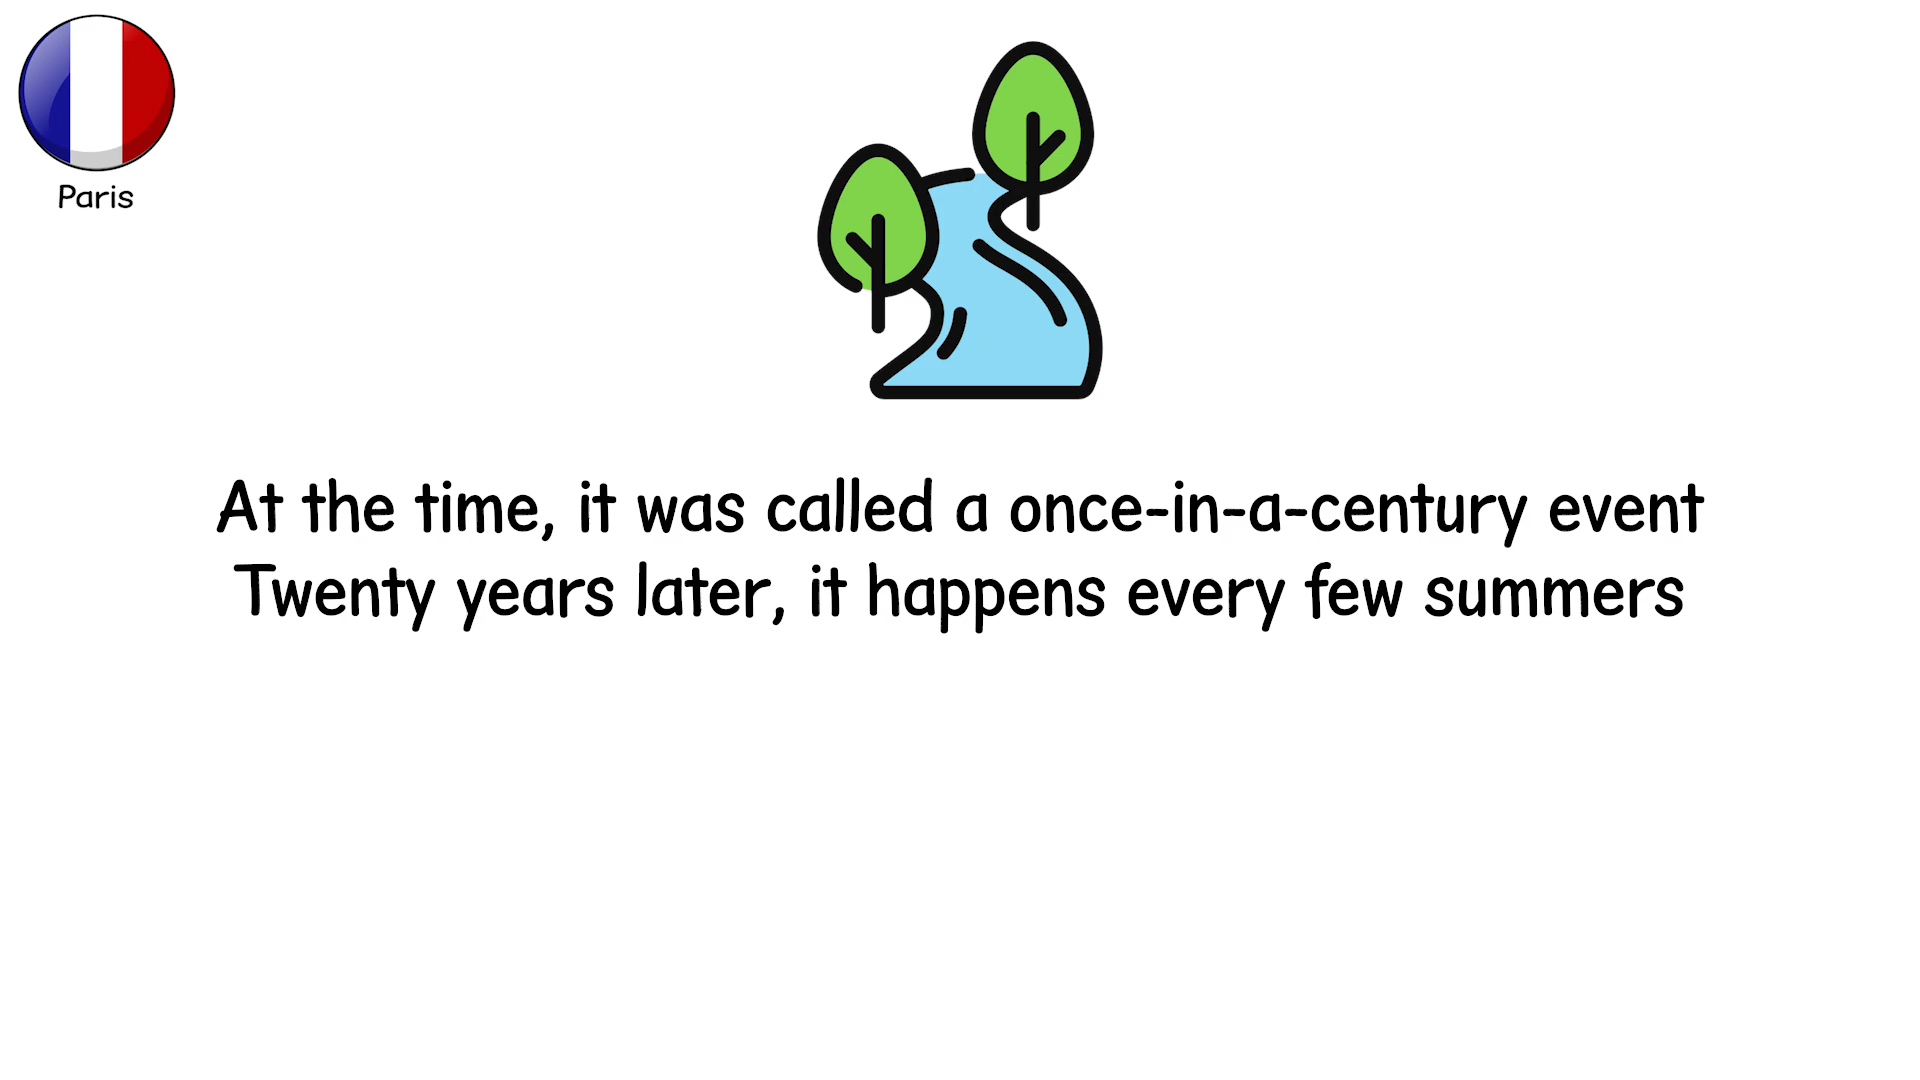 Paris
At the time, it was called a once-in-a-century event
Twenty years later, it happens every few summers